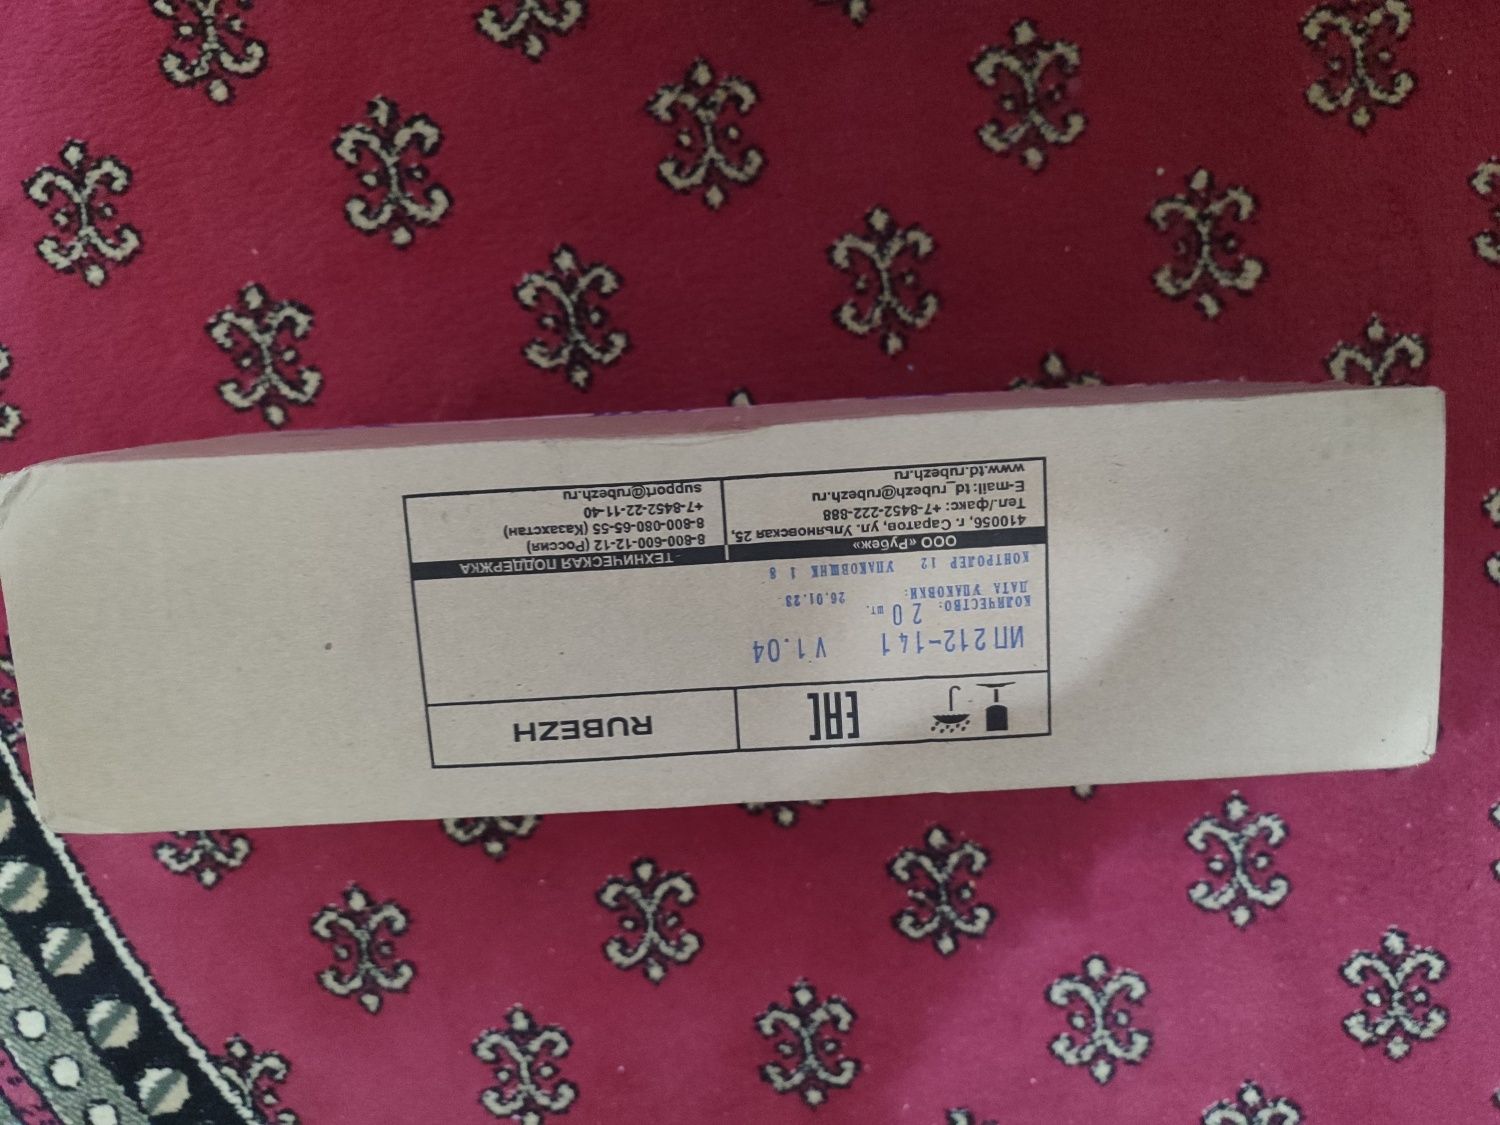 EAC
RUBEZH
ИП 212-141 V1.04
КОЛИЧЕСТВО: 20 шт.
ДАТА УПАКОВКИ: 26.01.23
КОНТРОЛЕР 12 УПАКОВЩИК 1 8
ООО «Рубеж»
410056, г. Саратов, ул. Ульяновская 25,
Тел./факс: +7-8452-222-888
E-mail: td_rubezh@rubezh.ru
www.td.rubezh.ru
ТЕХНИЧЕСКАЯ ПОДДЕРЖКА
8-800-600-12-12 (Россия)
8-800-080-65-55 (Казахстан)
+7-8452-22-11-40
support@rubezh.ru